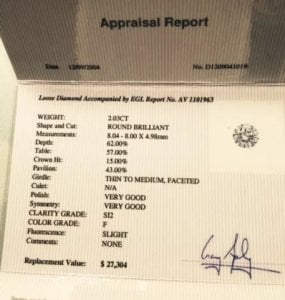 Appraisal Report
Date 12/09/2004 No. D1209041019
Loose Diamond Accompanied by EGL Report No. AV 1101963
WEIGHT: 2.03CT
Shape and Cut: ROUND BRILLIANT
Measurements: 8.04 - 8.00 X 4.98mm
Depth: 62.00%
Table: 57.00%
Crown Ht: 15.00%
Pavilion: 43.00%
Girdle: THIN TO MEDIUM, FACETED
Culet: N/A
Polish: VERY GOOD
Symmetry: VERY GOOD
CLARITY GRADE: SI2
COLOR GRADE: F
Fluorescence: SLIGHT
Comments: NONE
Replacement Value: $ 27,304